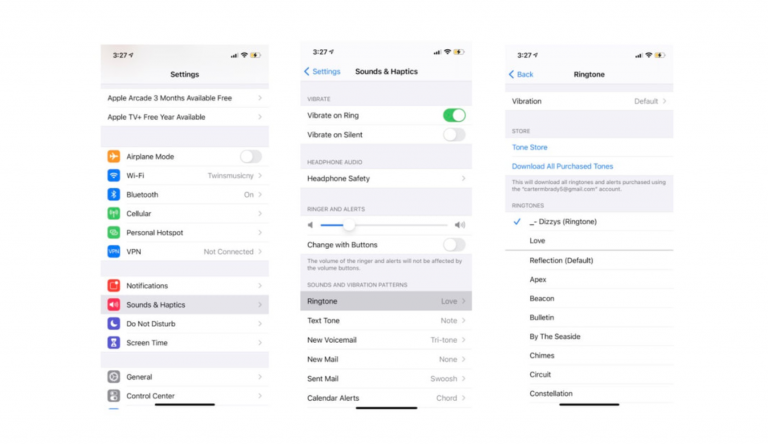 3:27
Settings
Apple Arcade 3 Months Available Free
Apple TV+ Free Year Available
Airplane Mode
Wi-Fi Twinsmusicny
Bluetooth On
Cellular
Personal Hotspot
VPN VPN Not Connected
Notifications
Sounds & Haptics
Do Not Disturb
Screen Time
General
Control Center
3:27
Settings Sounds & Haptics
VIBRATE
Vibrate on Ring
Vibrate on Silent
HEADPHONE AUDIO
Headphone Safety
RINGER AND ALERTS
Change with Buttons
The volume of the ringer and alerts will not be affected by
the volume buttons.
SOUNDS AND VIBRATION PATTERNS
Ringtone Love
Text Tone Note
New Voicemail Tri-tone
New Mail None
Sent Mail Swoosh
Calendar Alerts Chord
3:27
Back Ringtone
Vibration Default
STORE
Tone Store
Download All Purchased Tones
This will download all ringtones and alerts purchased using
the "cartermbrady5@gmail.com" account.
RINGTONES
_- Dizzys (Ringtone)
Love
Reflection (Default)
Apex
Beacon
Bulletin
By The Seaside
Chimes
Circuit
Constellation